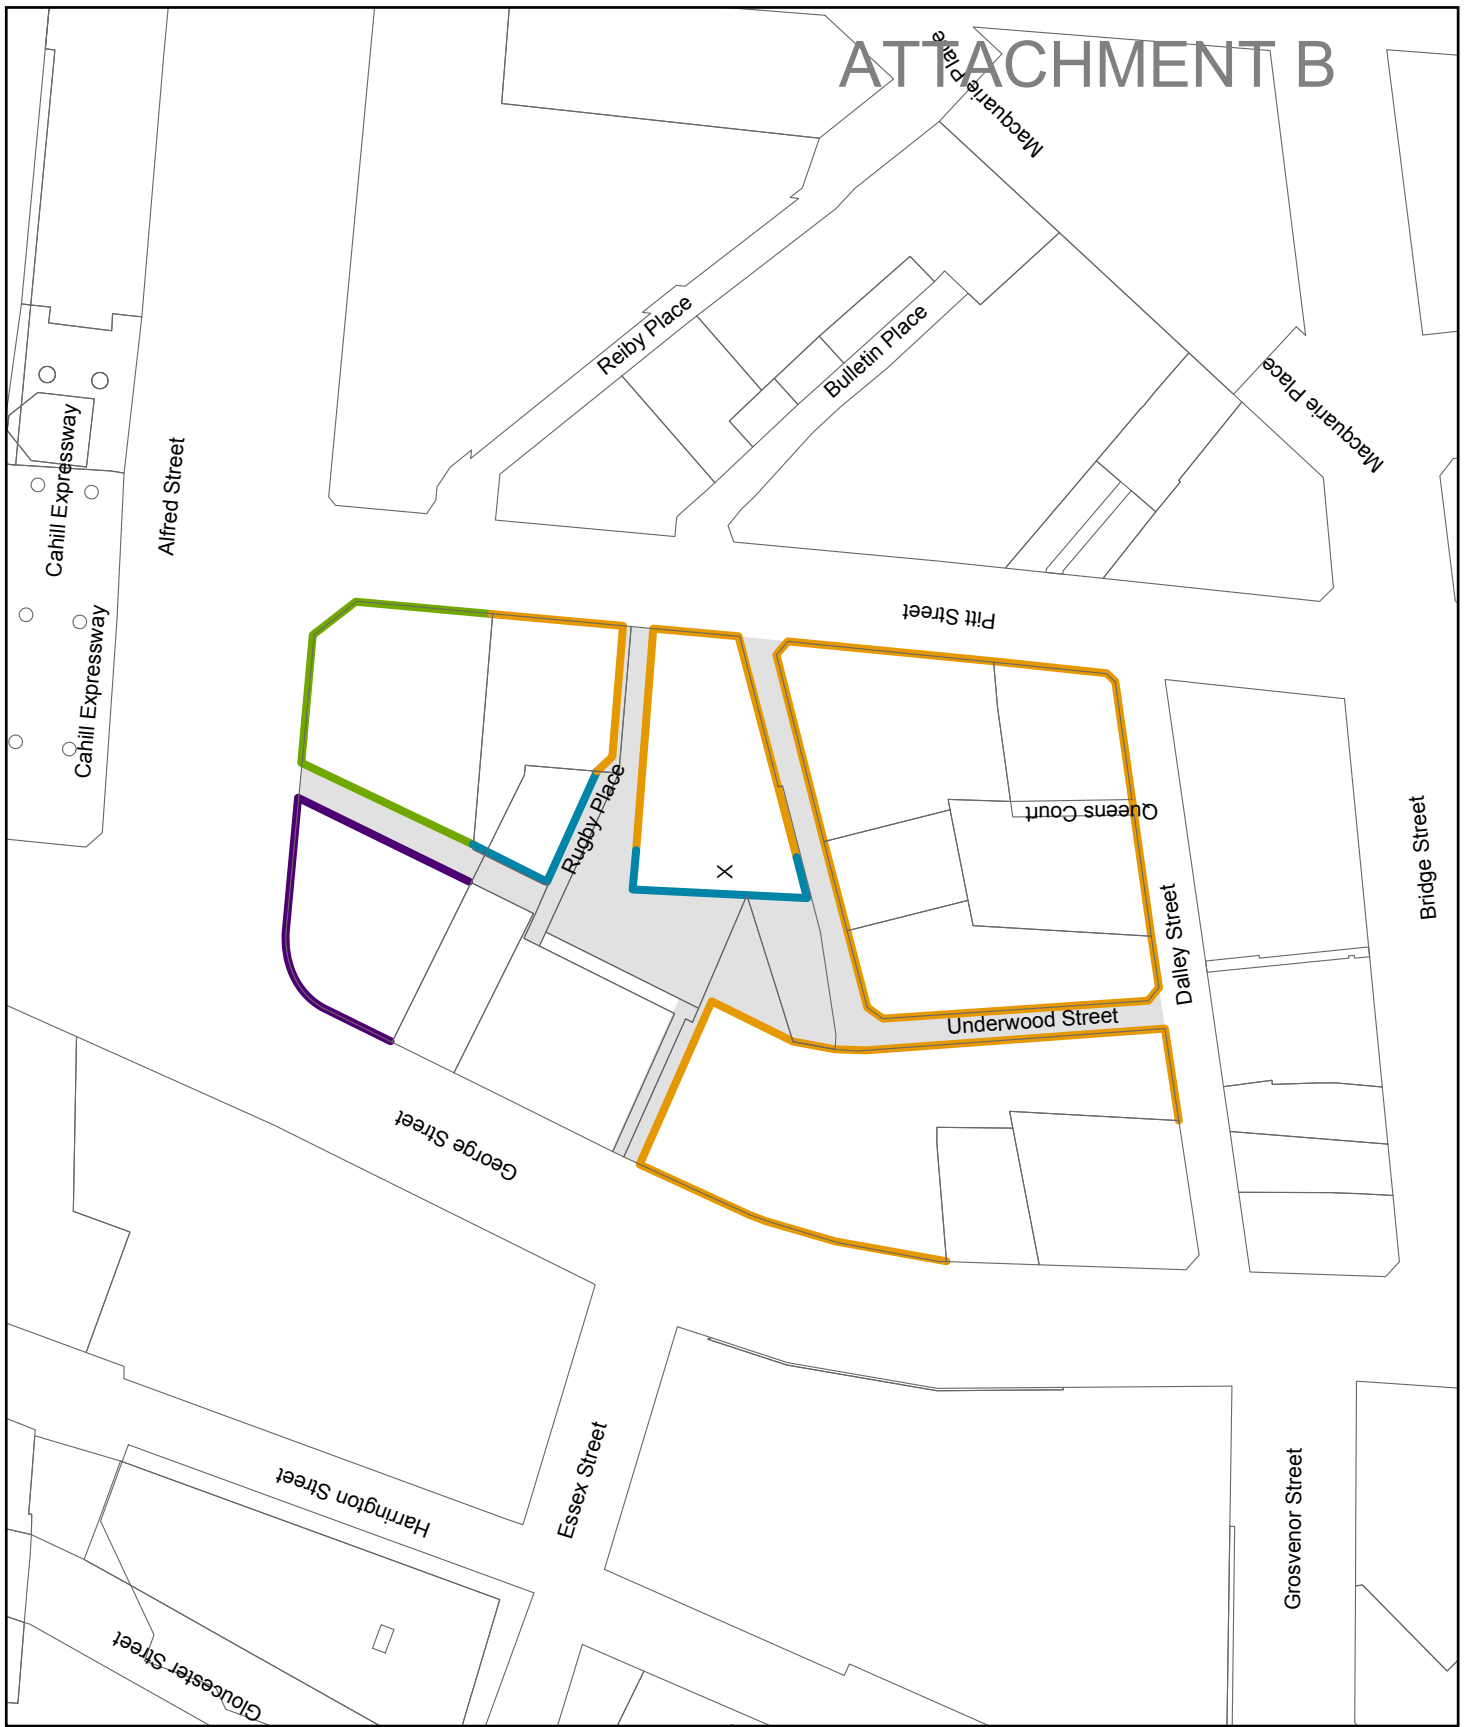 ATTACHMENT B
Macquarie Place
Reiby Place
Bulletin Place
Macquarie Place
Cahill Expressway
Alfred Street
Pitt Street
Cahill Expressway
Rugby Place
Queens Court
X
Bridge Street
Dalley Street
Underwood Street
George Street
Essex Street
Harrington Street
Grosvenor Street
Gloucester Street